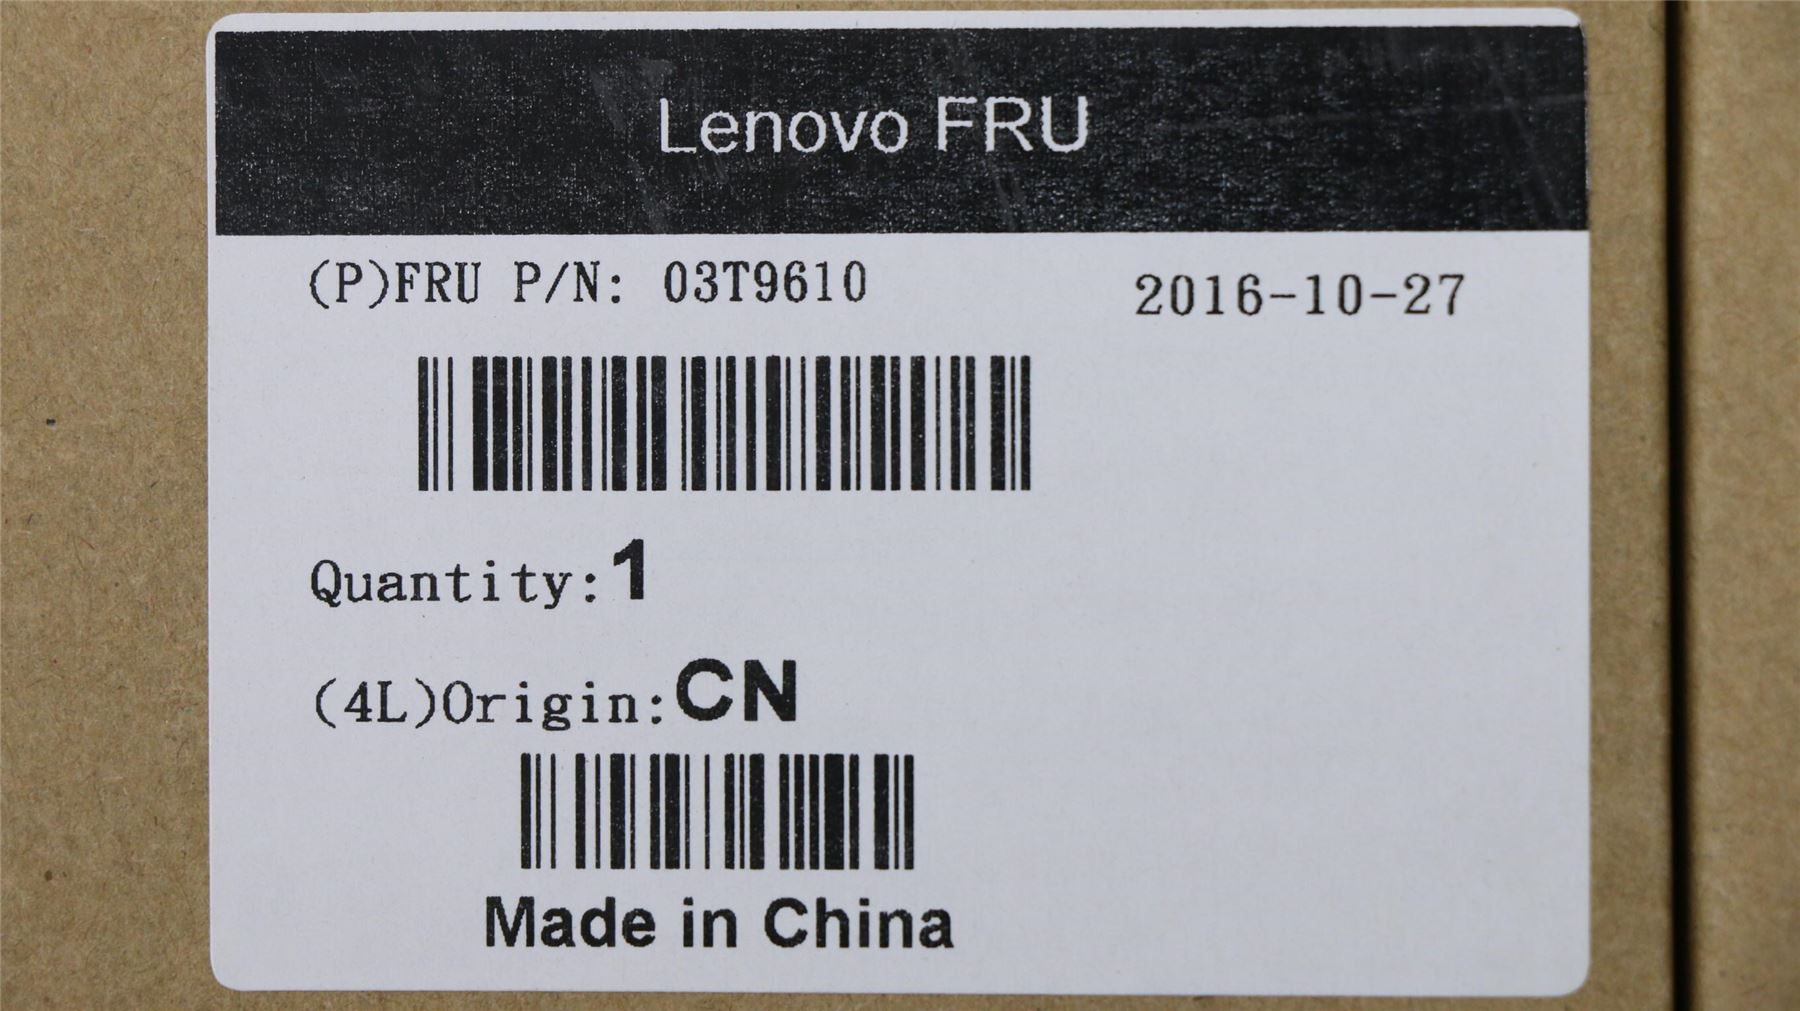 Lenovo FRU
(P)FRU P/N: 03T9610 2016-10-27
Quantity:1
(4L)Origin:CN
Made in China